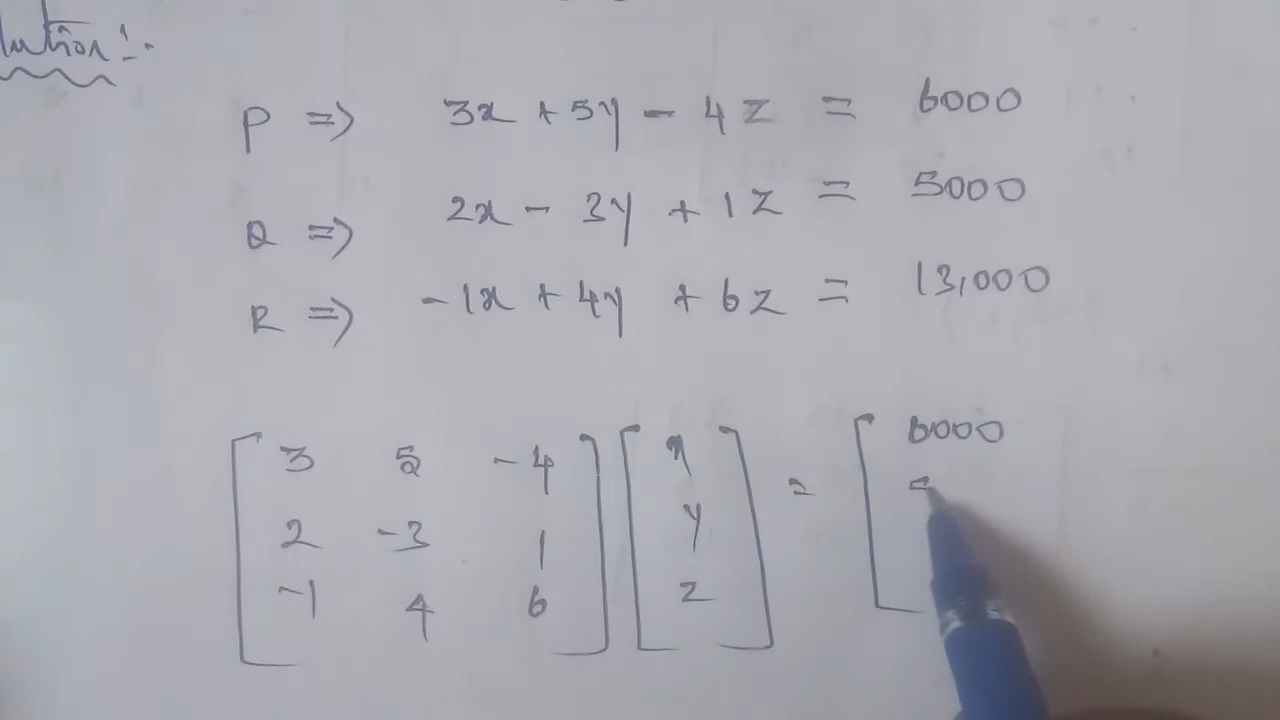 lution:-
P => 3x + 5y - 4z = 6000
Q => 2x - 3y + 1z = 5000
R => -1x + 4y + 6z = 13,000
[ 3 5 -4 ] [ x ] = [ 6000
[ 2 -3 1 ] [ y ]
[ -1 4 6 ] [ z ]